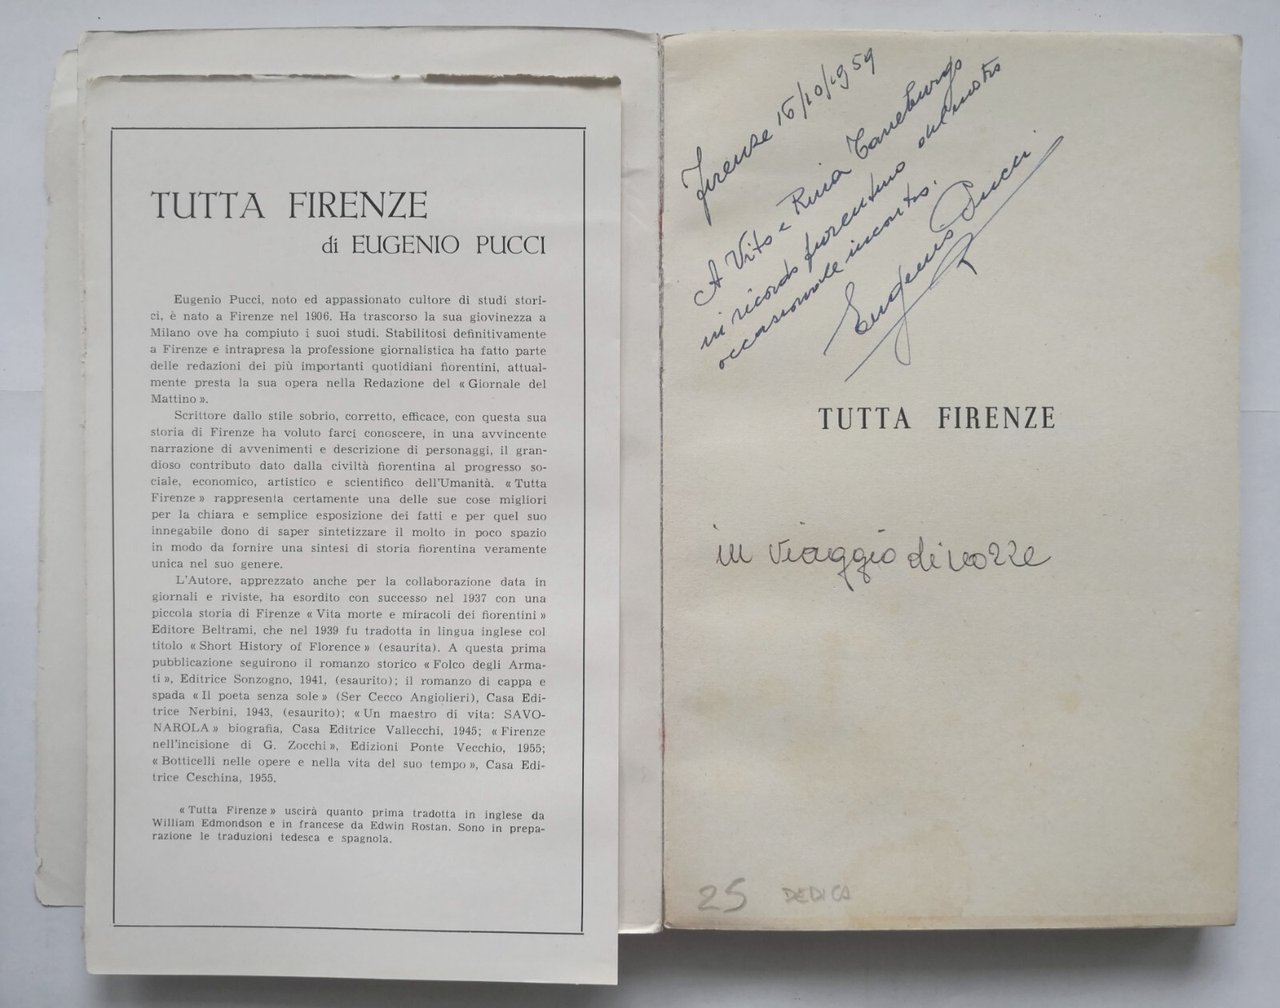 TUTTA FIRENZE
di EUGENIO PUCCI
Eugenio Pucci, noto ed appassionato cultore di studi stori-
ci, è nato a Firenze nel 1906. Ha trascorso la sua giovinezza a
Milano ove ha compiuto i suoi studi. Stabilitosi definitivamente
a Firenze e intrapresa la professione giornalistica ha fatto parte
delle redazioni dei più importanti quotidiani fiorentini, attual-
mente presta la sua opera nella Redazione del « Giornale del
Mattino ».
Scrittore dallo stile sobrio, corretto, efficace, con questa sua
storia di Firenze ha voluto farci conoscere, in una avvincente
narrazione di avvenimenti e descrizione di personaggi, il gran-
dioso contributo dato dalla civiltà fiorentina al progresso so-
ciale, economico, artistico e scientifico dell'Umanità. « Tutta
Firenze » rappresenta certamente una delle sue cose migliori
per la chiara e semplice esposizione dei fatti e per quel suo
innegabile dono di saper sintetizzare il molto in poco spazio
in modo da fornire una sintesi di storia fiorentina veramente
unica nel suo genere.
L'Autore, apprezzato anche per la collaborazione data in
giornali e riviste, ha esordito con successo nel 1937 con una
piccola storia di Firenze « Vita morte e miracoli dei fiorentini »
Editore Beltrami, che nel 1939 fu tradotta in lingua inglese col
titolo « Short History of Florence » (esaurita). A questa prima
pubblicazione seguirono il romanzo storico « Folco degli Arma-
ti », Editrice Sonzogno, 1941, (esaurito); il romanzo di cappa e
spada « Il poeta senza sole » (Ser Cecco Angiolieri), Casa Edi-
trice Nerbini, 1943, (esaurito); « Un maestro di vita: SAVO-
NAROLA » biografia, Casa Editrice Vallecchi, 1945; « Firenze
nell'incisione di G. Zocchi », Edizioni Ponte Vecchio, 1955;
« Botticelli nelle opere e nella vita del suo tempo », Casa Edi-
trice Ceschina, 1955.
« Tutta Firenze » uscirà quanto prima tradotta in inglese da
William Edmondson e in francese da Edwin Rostan. Sono in prepa-
razione le traduzioni tedesca e spagnola.
Firenze 16/10/1959
A Vito e Rina
in ricordo fiorentino del nostro
occasionale incontro.
Eugenio Pucci
TUTTA FIRENZE
in viaggio di nozze
25 DEDICA